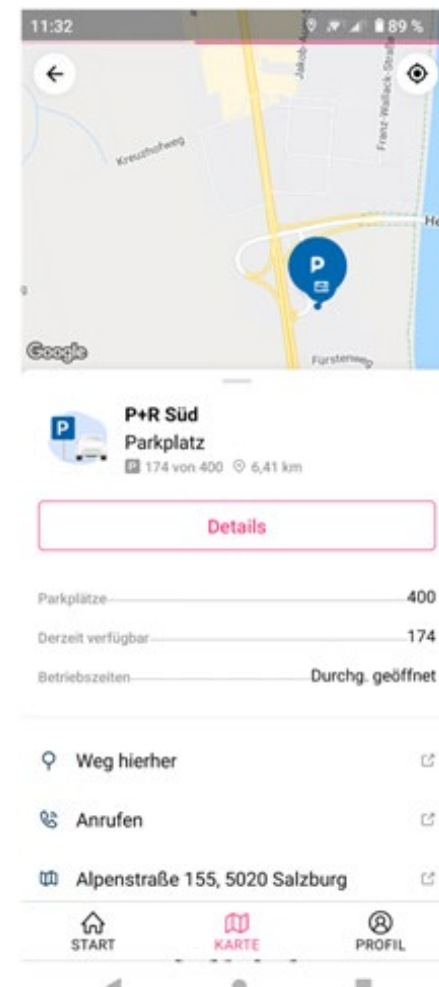 11:32
89 %
Kreuzhofweg
Franz-Wallack-Straße
P
Google
Fürstenweg
P
P+R Süd
Parkplatz
P 174 von 400 6,41 km
Details
Parkplätze 400
Derzeit verfügbar 174
Betriebszeiten Durchg. geöffnet
Weg hierher
Anrufen
Alpenstraße 155, 5020 Salzburg
START
KARTE
PROFIL